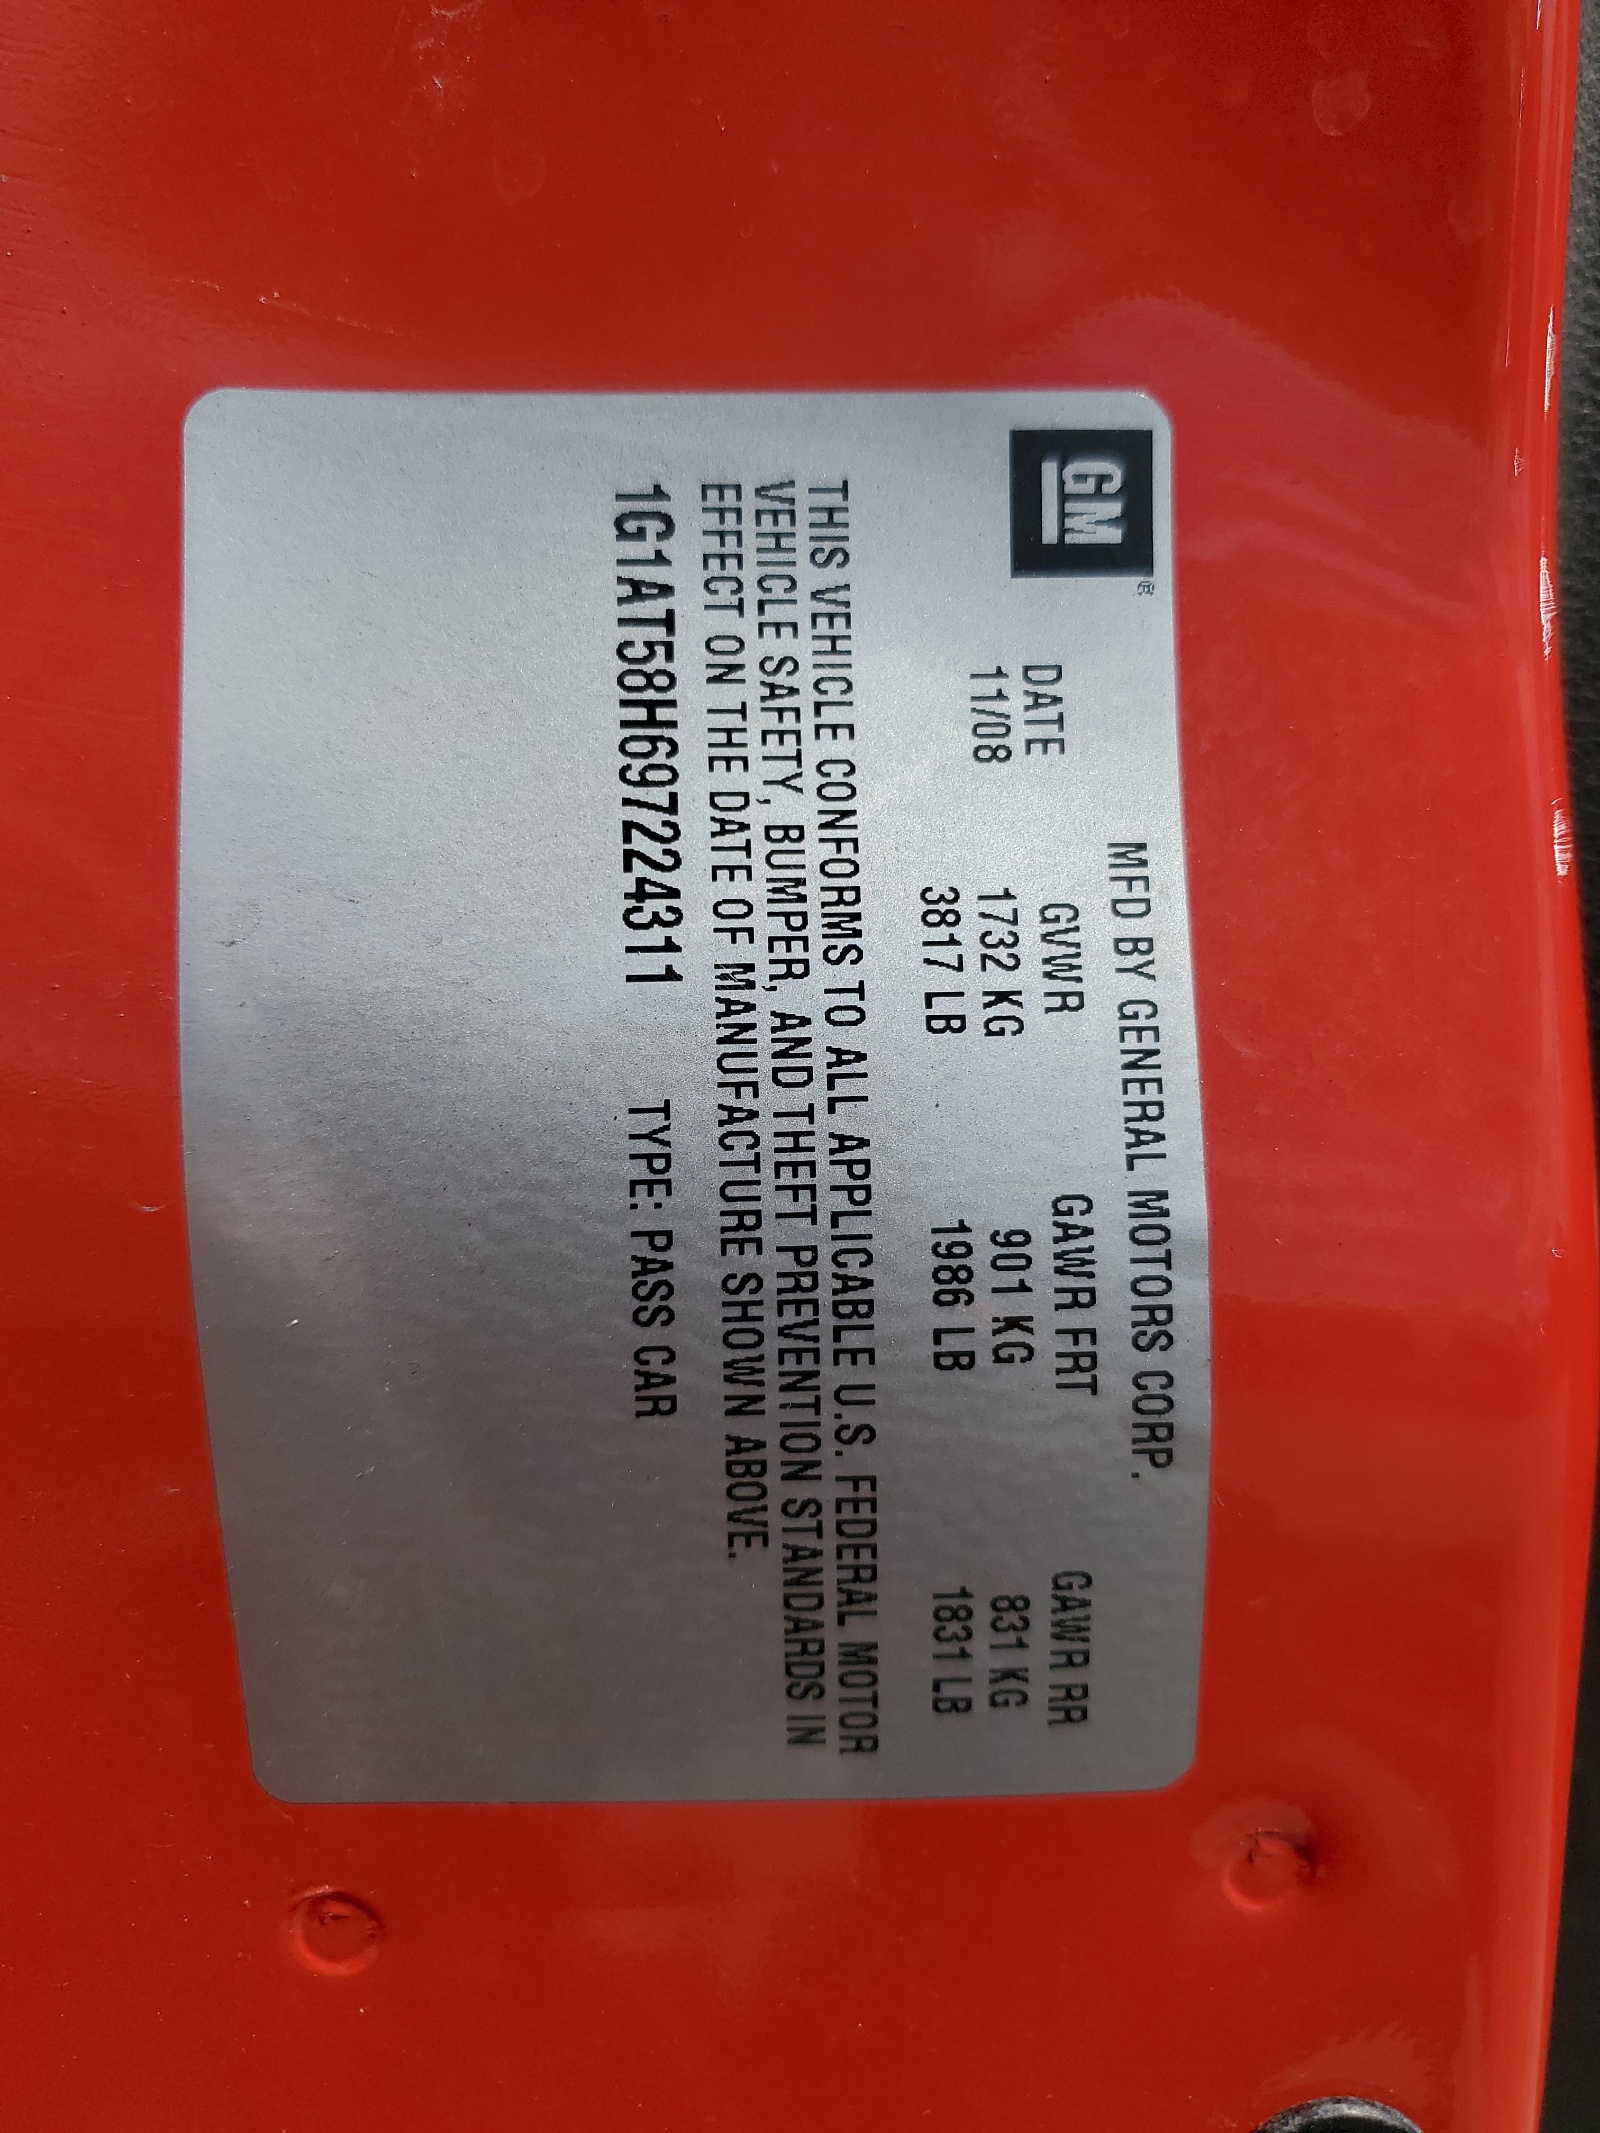 GM®
MFD BY GENERAL MOTORS CORP.
DATE GVWR GAWR FRT GAWR RR
11/08 1732 KG 901 KG 831 KG
3817 LB 1986 LB 1831 LB
THIS VEHICLE CONFORMS TO ALL APPLICABLE U.S. FEDERAL MOTOR
VEHICLE SAFETY, BUMPER, AND THEFT PREVENTION STANDARDS IN
EFFECT ON THE DATE OF MANUFACTURE SHOWN ABOVE.
1G1AT58H697224311 TYPE: PASS CAR